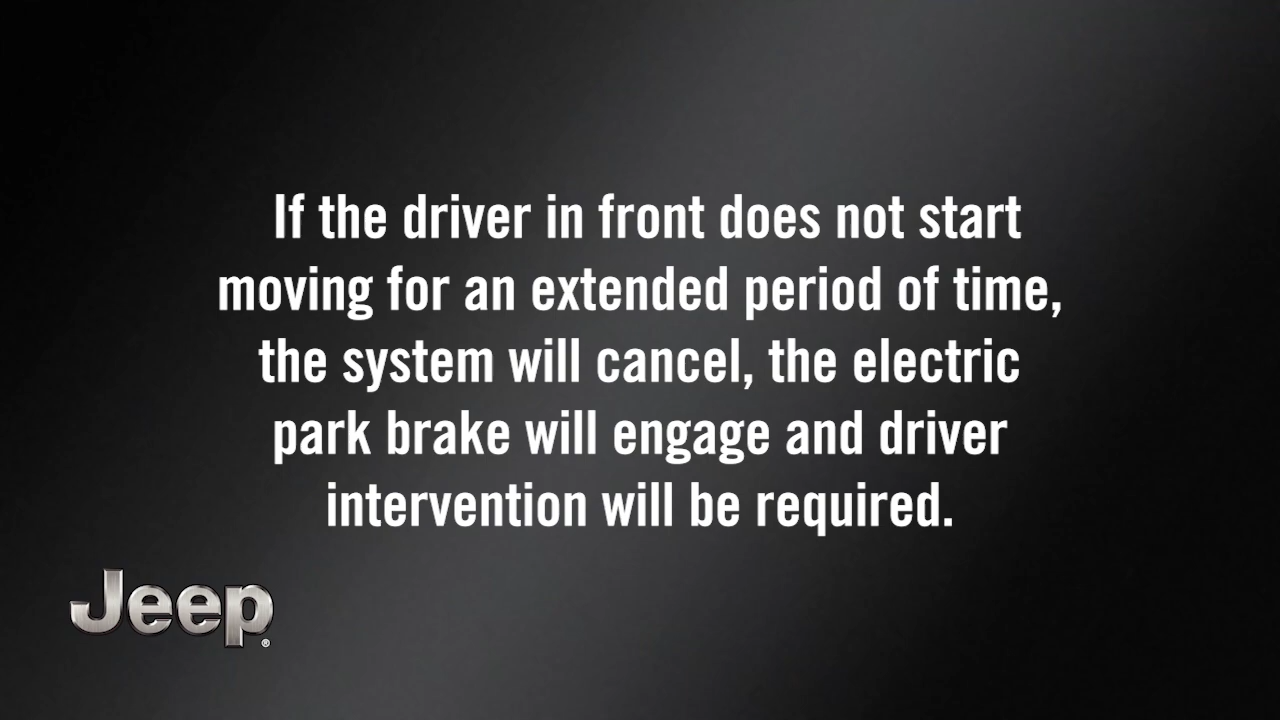 If the driver in front does not start
moving for an extended period of time,
the system will cancel, the electric
park brake will engage and driver
intervention will be required.
Jeep®